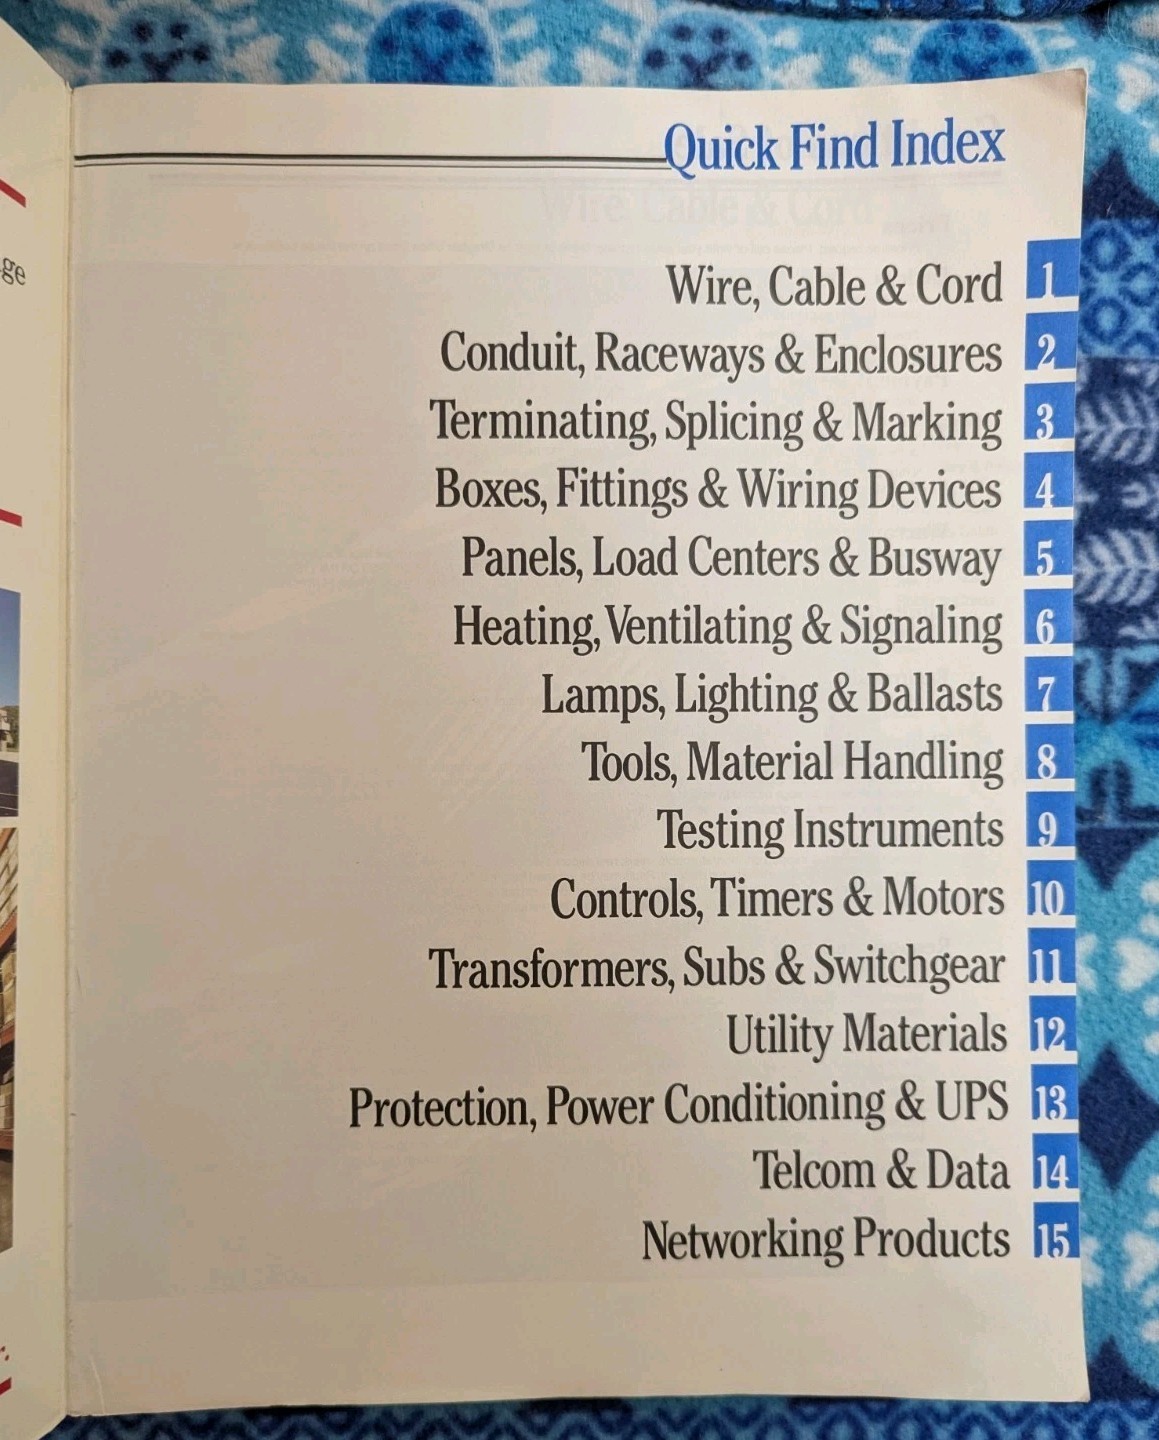 Quick Find Index
Wire, Cable & Cord 1
Conduit, Raceways & Enclosures 2
Terminating, Splicing & Marking 3
Boxes, Fittings & Wiring Devices 4
Panels, Load Centers & Busway 5
Heating, Ventilating & Signaling 6
Lamps, Lighting & Ballasts 7
Tools, Material Handling 8
Testing Instruments 9
Controls, Timers & Motors 10
Transformers, Subs & Switchgear 11
Utility Materials 12
Protection, Power Conditioning & UPS 13
Telcom & Data 14
Networking Products 15